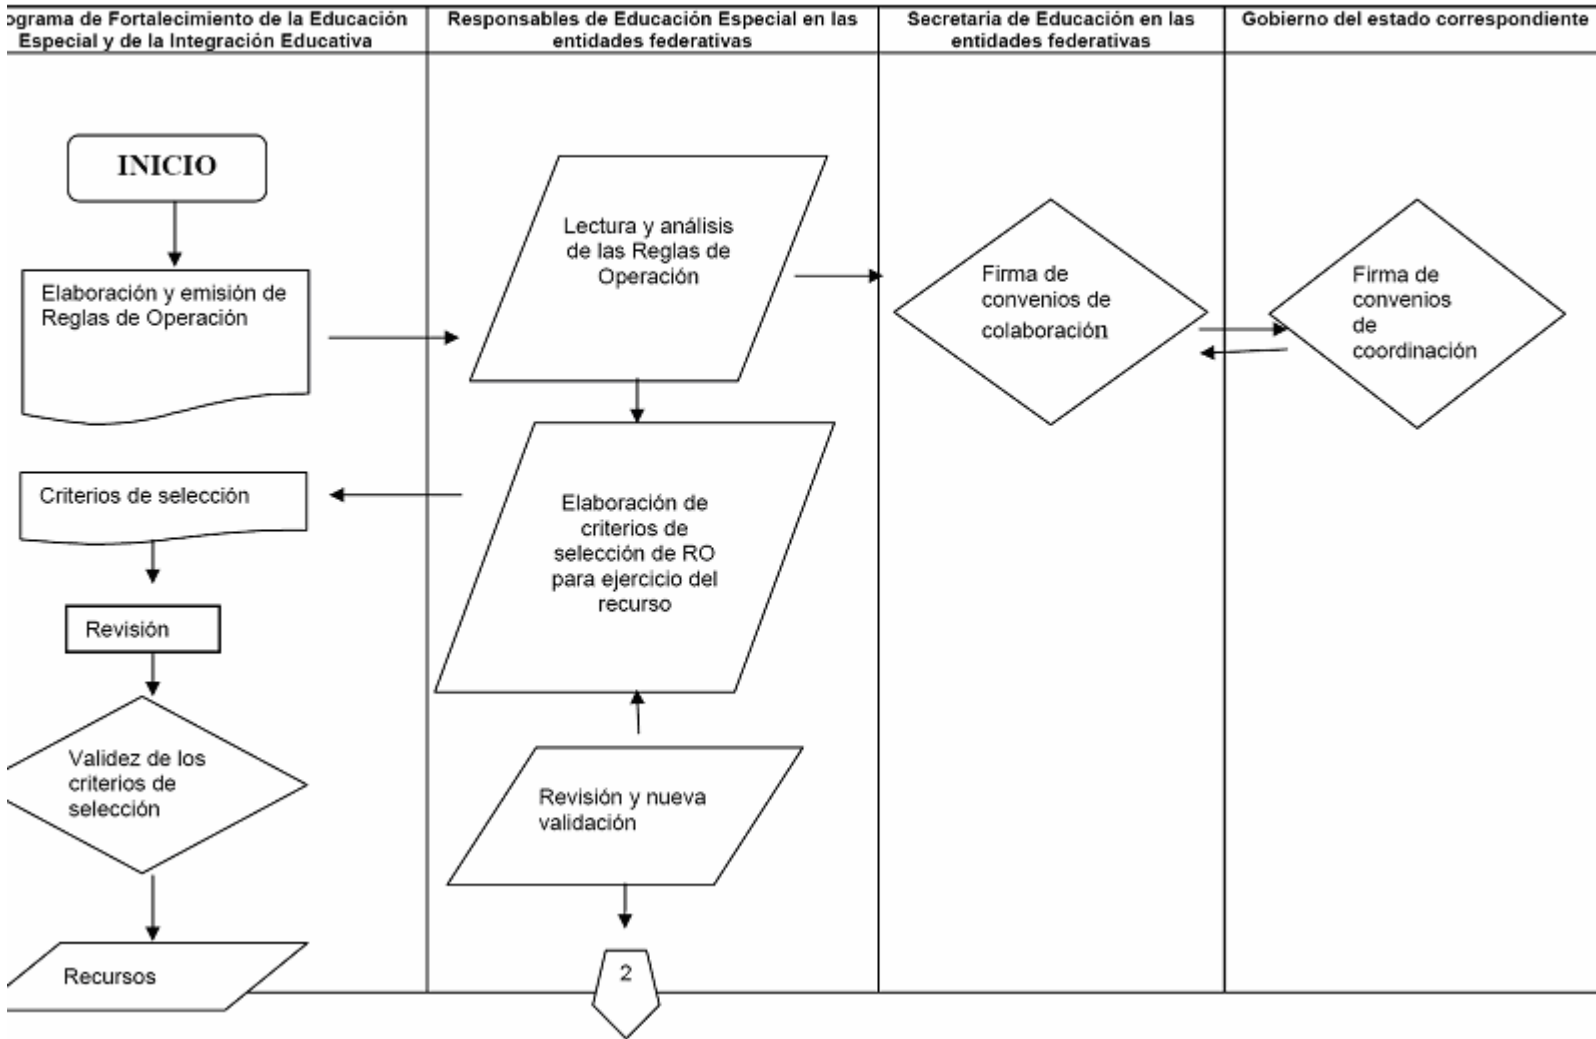 ograma de Fortalecimiento de la Educación
Especial y de la Integración Educativa
Responsables de Educación Especial en las
entidades federativas
Secretaria de Educación en las
entidades federativas
Gobierno del estado correspondiente
INICIO
Elaboración y emisión de
Reglas de Operación
Lectura y análisis
de las Reglas de
Operación
Firma de
convenios de
colaboración
Firma de
convenios
de
coordinación
Criterios de selección
Elaboración de
criterios de
selección de RO
para ejercicio del
recurso
Revisión
Validez de los
criterios de
selección
Revisión y nueva
validación
Recursos
2